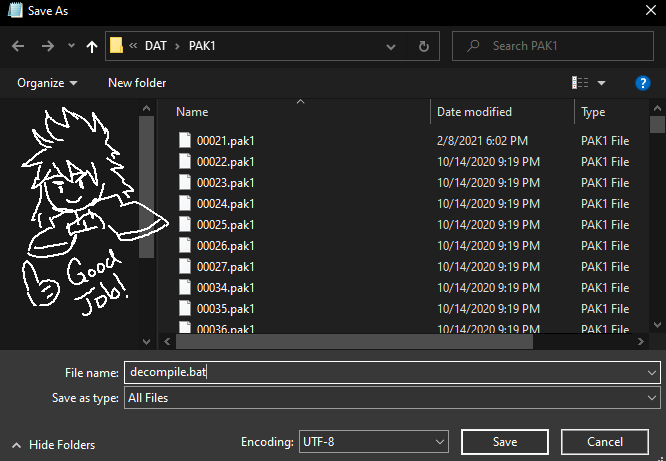 Save As
« DAT › PAK1
Search PAK1
Organize
New folder
?
Name
Date modified
Type
00021.pak1 2/8/2021 6:02 PM PAK1 File
00022.pak1 10/14/2020 9:19 PM PAK1 File
00023.pak1 10/14/2020 9:19 PM PAK1 File
00024.pak1 10/14/2020 9:19 PM PAK1 File
00025.pak1 10/14/2020 9:19 PM PAK1 File
00026.pak1 10/14/2020 9:19 PM PAK1 File
00027.pak1 10/14/2020 9:19 PM PAK1 File
00034.pak1 10/14/2020 9:19 PM PAK1 File
00035.pak1 10/14/2020 9:19 PM PAK1 File
00036.pak1 10/14/2020 9:19 PM PAK1 File
Good
Job!
File name: decompile.bat
Save as type: All Files
Hide Folders
Encoding: UTF-8
Save
Cancel